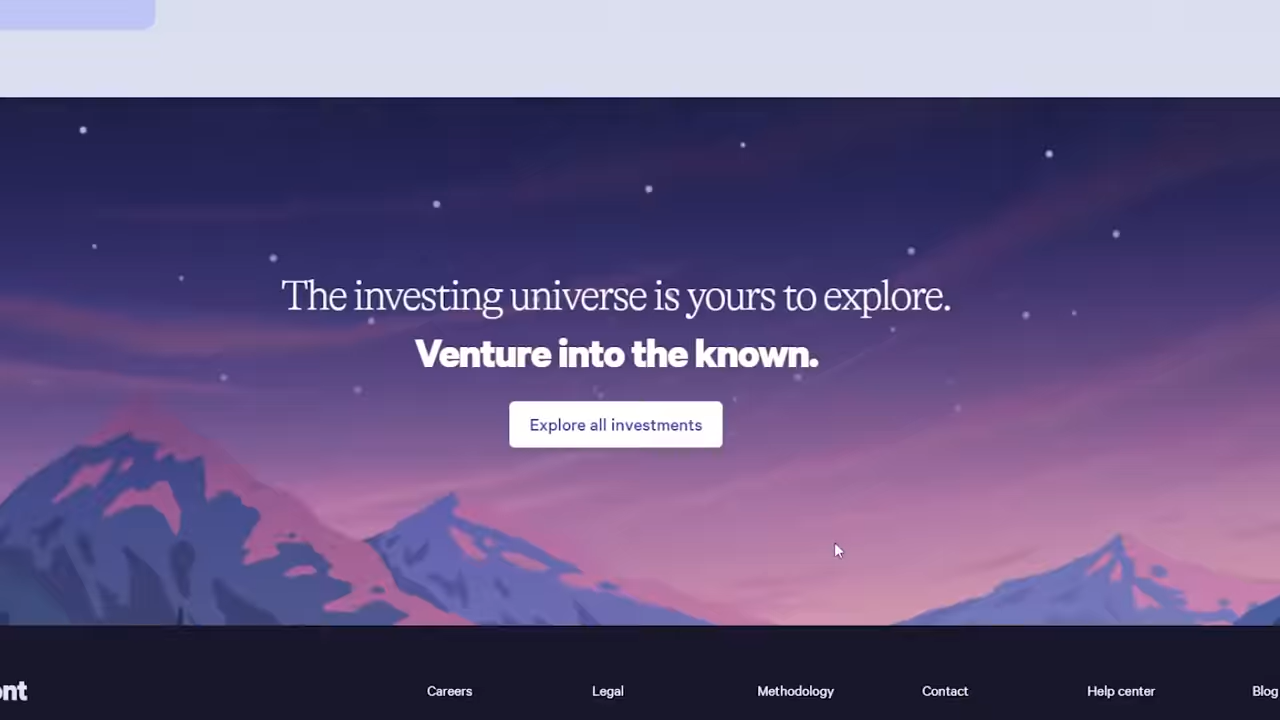 The investing universe is yours to explore.
Venture into the known.
Explore all investments
Careers Legal Methodology Contact Help center Blog